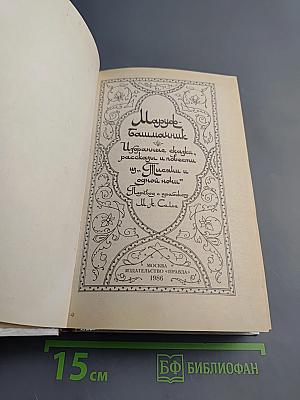 Маруф-
башмачник
Избранные сказки,
рассказы и повести
из „Тысячи и
одной ночи“
Перевод с арабского
М. А. Салье
МОСКВА
ИЗДАТЕЛЬСТВО «ПРАВДА»
1986
15 см
БФ БИБЛИОФАН